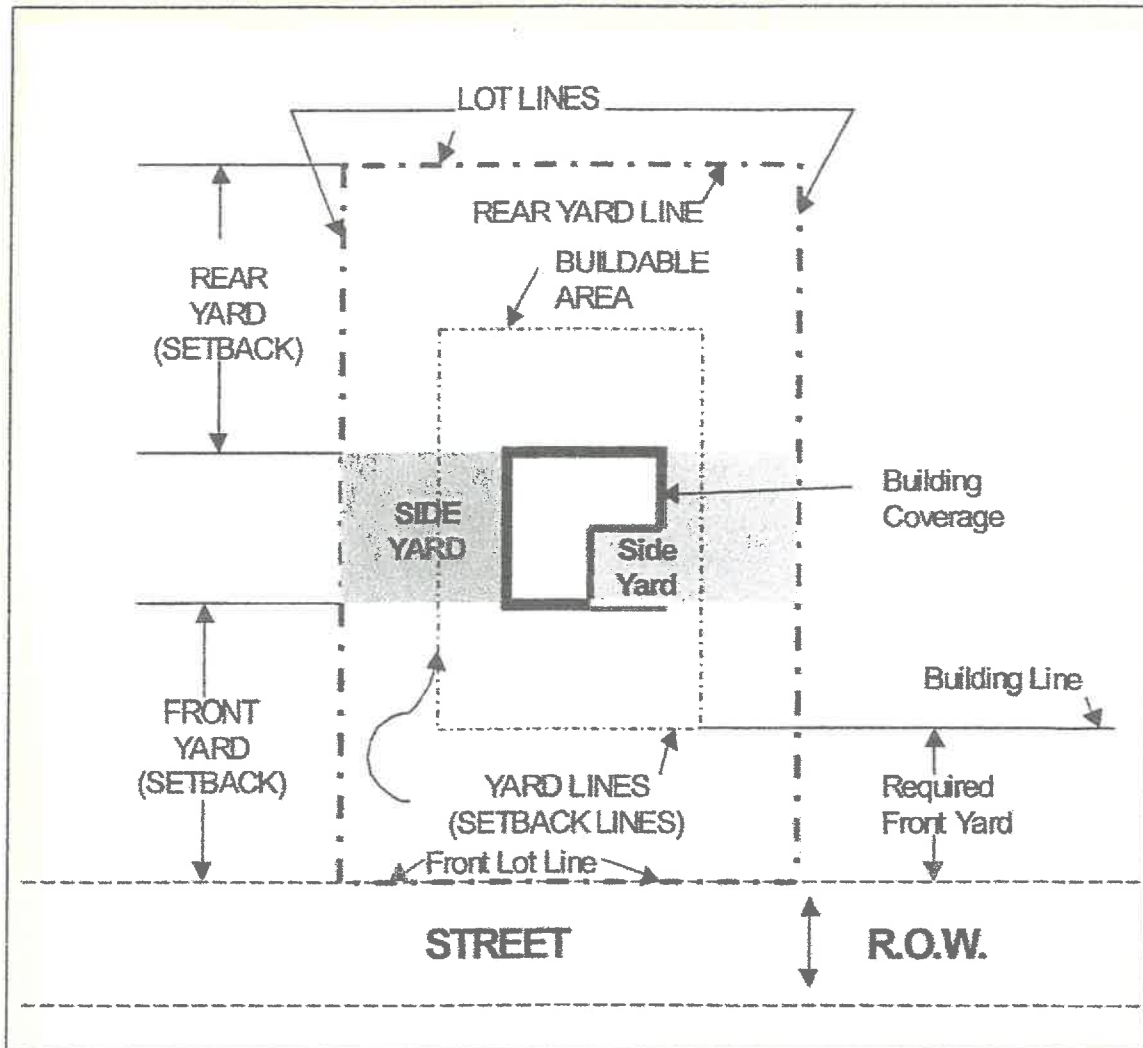 LOT LINES
REAR YARD LINE
BUILDABLE
AREA
REAR
YARD
(SETBACK)
SIDE
YARD
Side
Yard
Building
Coverage
Building Line
FRONT
YARD
(SETBACK)
YARD LINES
(SETBACK LINES)
Required
Front Yard
Front Lot Line
STREET
R.O.W.